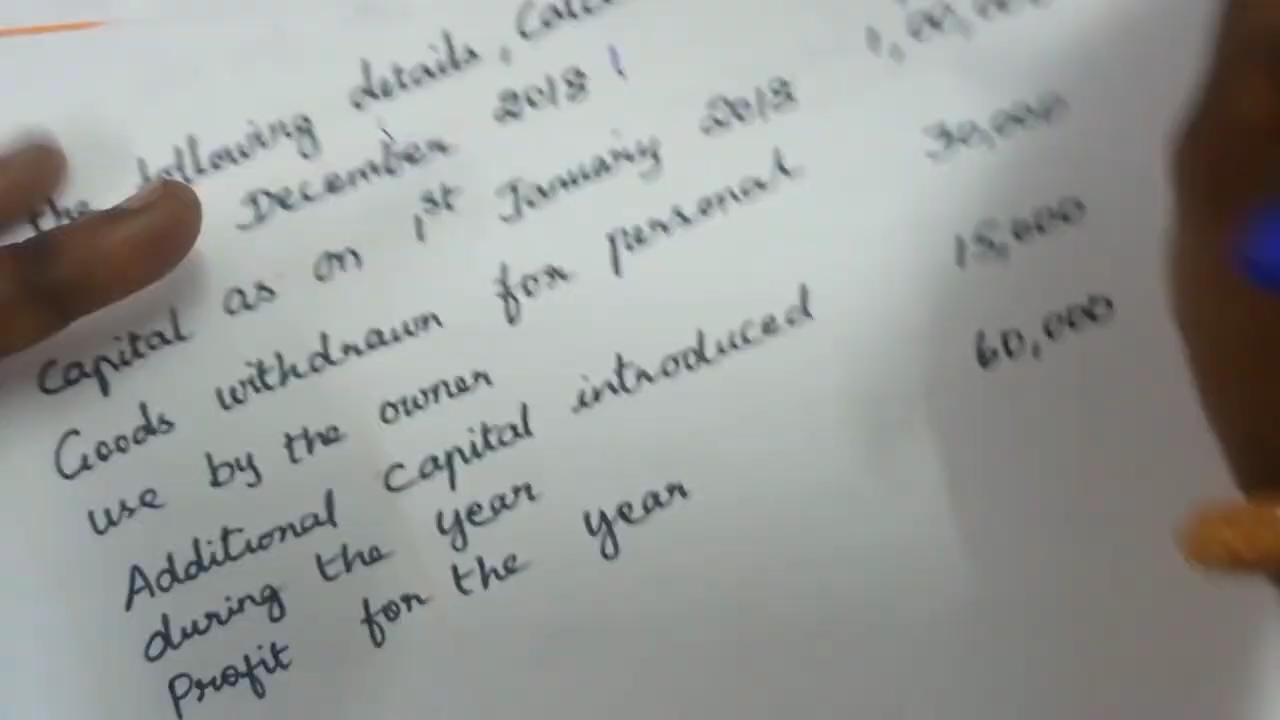 the following details,
December 2018
Capital as on 1st January 2018
Goods withdrawn for personal 30,000
use by the owner
Additional capital introduced 15,000
during the year
Profit for the year 60,000